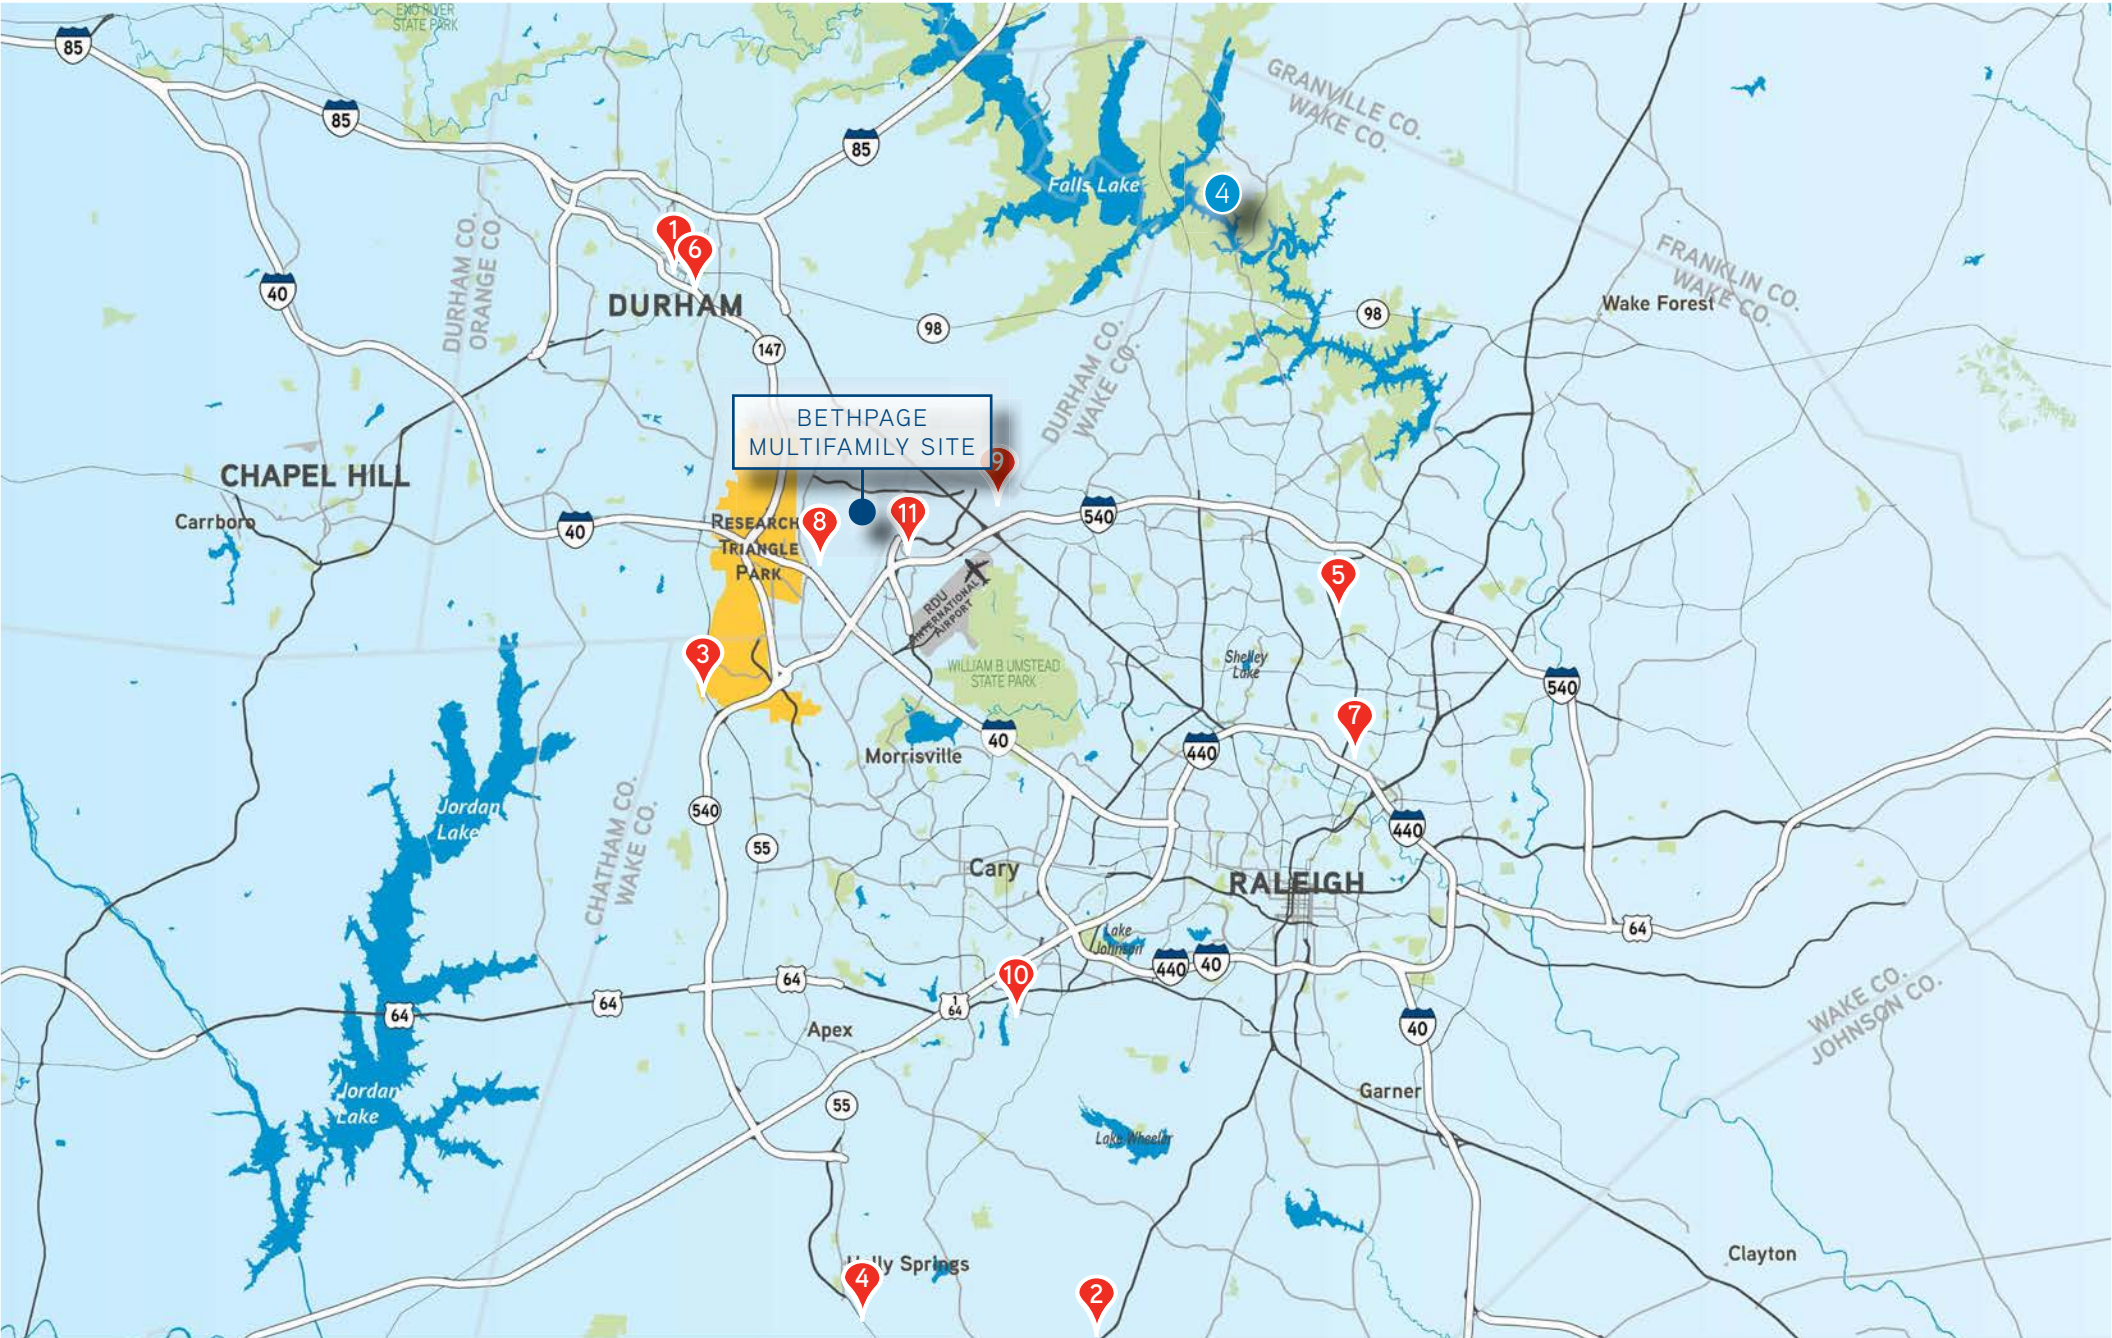 ENO RIVER
STATE PARK
85
85
85
GRANVILLE CO.
WAKE CO.
Falls Lake
4
1
6
DURHAM CO.
ORANGE CO.
40
DURHAM
FRANKLIN CO.
WAKE CO.
Wake Forest
98
98
147
DURHAM CO.
WAKE CO.
BETHPAGE
MULTIFAMILY SITE
9
CHAPEL HILL
Carrboro
40
RESEARCH
TRIANGLE
PARK
8
11
540
5
RDU
INTERNATIONAL
AIRPORT
3
WILLIAM B UMSTEAD
STATE PARK
Shelley
Lake
540
7
40
440
Morrisville
Jordan
Lake
CHATHAM CO.
WAKE CO.
540
55
440
Cary
RALEIGH
64
Lake
Johnson
440
40
10
64
64
64
1
64
Apex
40
WAKE CO.
JOHNSON CO.
Jordan
Lake
55
Garner
Lake Wheeler
Holly Springs
4
2
Clayton